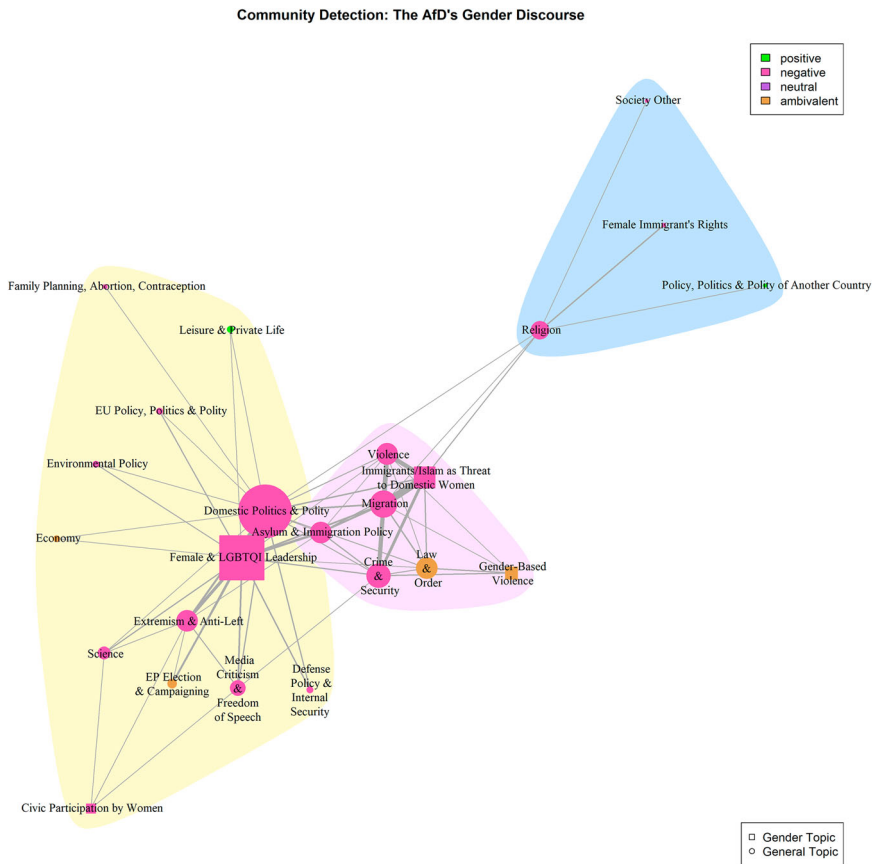 Community Detection: The AfD's Gender Discourse
positive
negative
neutral
ambivalent
Society Other
Female Immigrant's Rights
Policy, Politics & Polity of Another Country
Religion
Family Planning, Abortion, Contraception
Leisure & Private Life
EU Policy, Politics & Polity
Environmental Policy
Violence
Immigrants/Islam as Threat
to Domestic Women
Migration
Domestic Politics & Polity
Asylum & Immigration Policy
Economy
Female & LGBTQI Leadership
Crime
&
Security
Law
&
Order
Gender-Based
Violence
Extremism & Anti-Left
Science
EP Election
& Campaigning
Media
Criticism
&
Freedom
of Speech
Defense
Policy &
Internal
Security
Civic Participation by Women
Gender Topic
General Topic